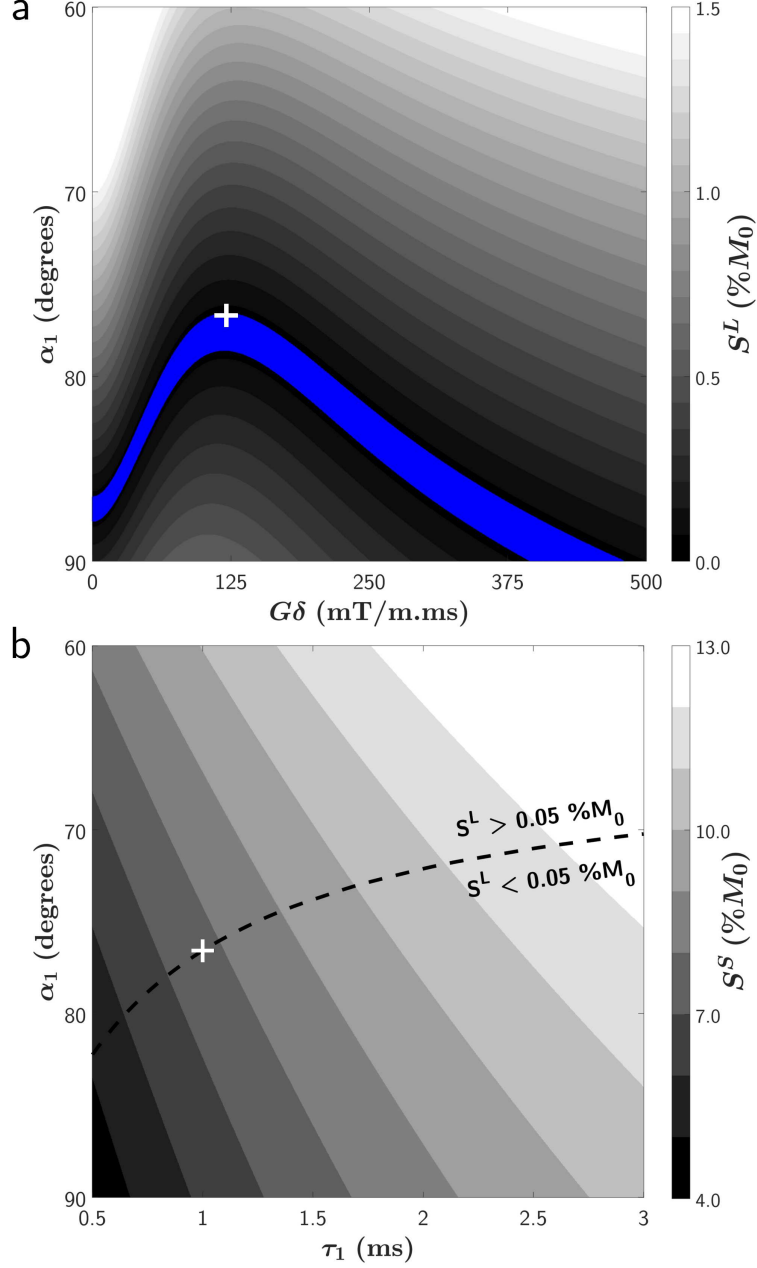 a
60
70
80
90
α₁ (degrees)
0
125
250
375
500
Gδ (mT/m.ms)
1.5
1.0
0.5
0.0
S^L (%M₀)
b
60
70
80
90
α₁ (degrees)
S^L > 0.05 %M₀
S^L < 0.05 %M₀
0.5
1
1.5
2
2.5
3
τ₁ (ms)
13.0
10.0
7.0
4.0
S^S (%M₀)